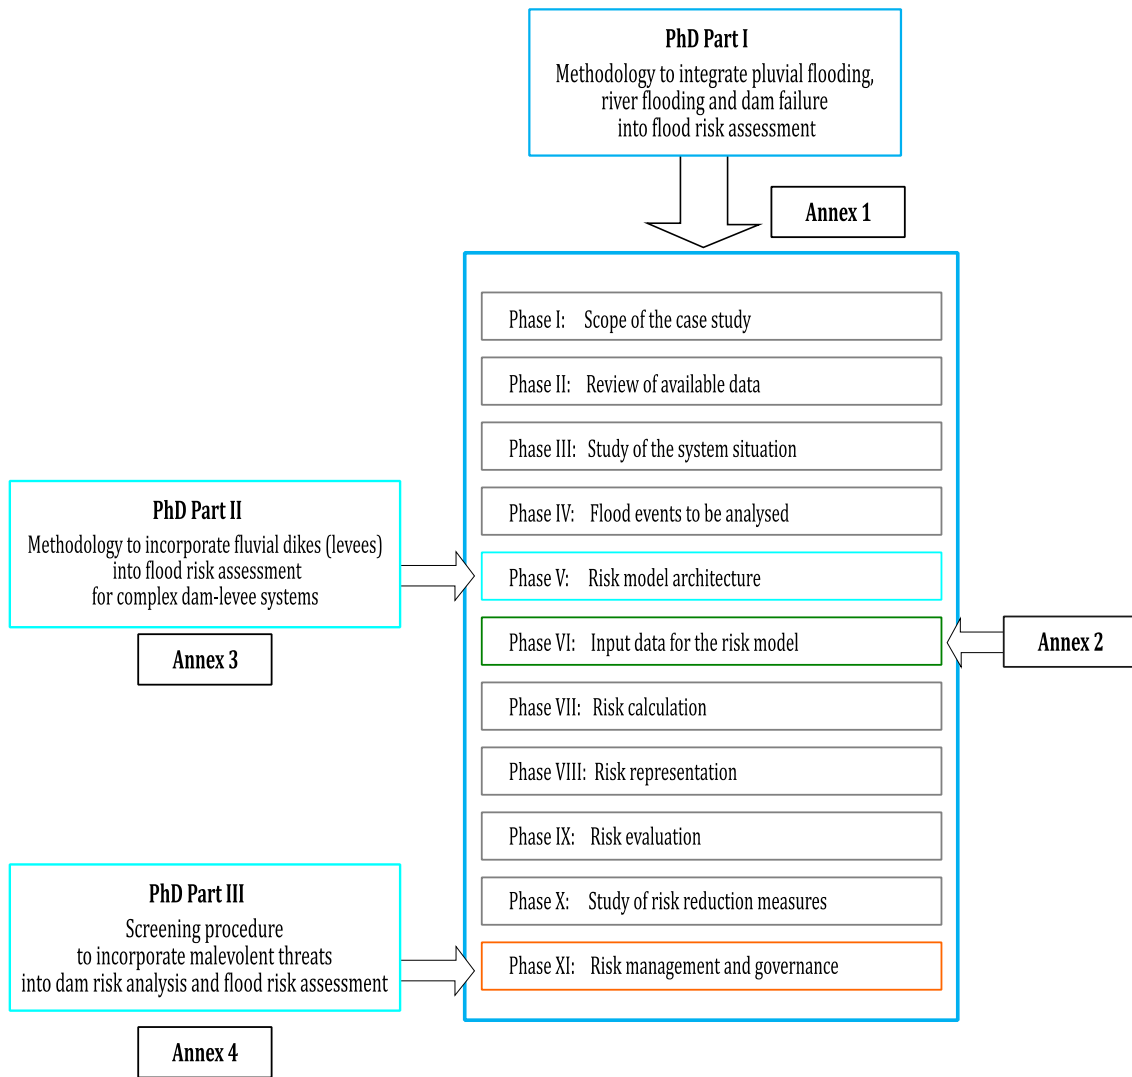 PhD Part I
Methodology to integrate pluvial flooding,
river flooding and dam failure
into flood risk assessment
Annex 1
Phase I: Scope of the case study
Phase II: Review of available data
Phase III: Study of the system situation
Phase IV: Flood events to be analysed
PhD Part II
Methodology to incorporate fluvial dikes (levees)
into flood risk assessment
for complex dam-levee systems
Annex 3
Phase V: Risk model architecture
Phase VI: Input data for the risk model
Annex 2
Phase VII: Risk calculation
Phase VIII: Risk representation
Phase IX: Risk evaluation
Phase X: Study of risk reduction measures
PhD Part III
Screening procedure
to incorporate malevolent threats
into dam risk analysis and flood risk assessment
Annex 4
Phase XI: Risk management and governance